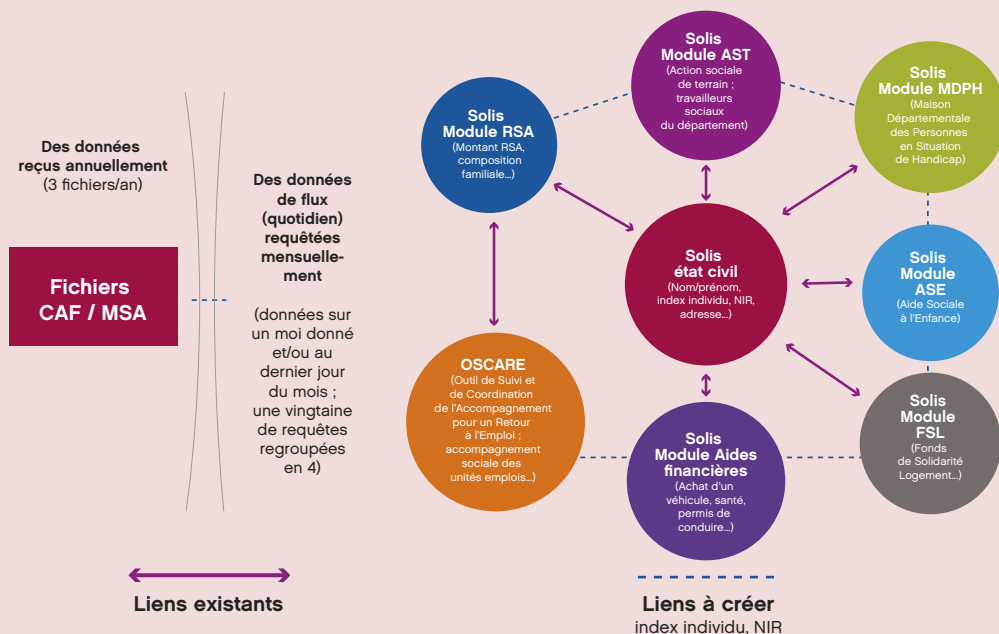 Des données
reçus annuellement
(3 fichiers/an)
Fichiers
CAF / MSA
Des données
de flux
(quotidien)
requêtées
mensuelle-
ment
(données sur
un moi donné
et/ou au
dernier jour
du mois ;
une vingtaine
de requêtes
regroupées
en 4)
Solis
Module RSA
(Montant RSA,
composition
familiale...)
Solis
Module AST
(Action sociale
de terrain ;
travailleurs
sociaux
du département)
Solis
Module MDPH
(Maison
Départementale
des Personnes
en Situation
de Handicap)
Solis
état civil
(Nom/prénom,
index individu, NIR,
adresse...)
Solis
Module
ASE
(Aide Sociale
à l'Enfance)
OSCARE
(Outil de Suivi et
de Coordination
de l'Accompagnement
pour un Retour
à l'Emploi ;
accompagnement
sociale des
unités emplois...)
Solis
Module Aides
financières
(Achat d'un
véhicule, santé,
permis de
conduire...)
Solis
Module
FSL
(Fonds
de Solidarité
Logement...)
Liens existants
Liens à créer
index individu, NIR